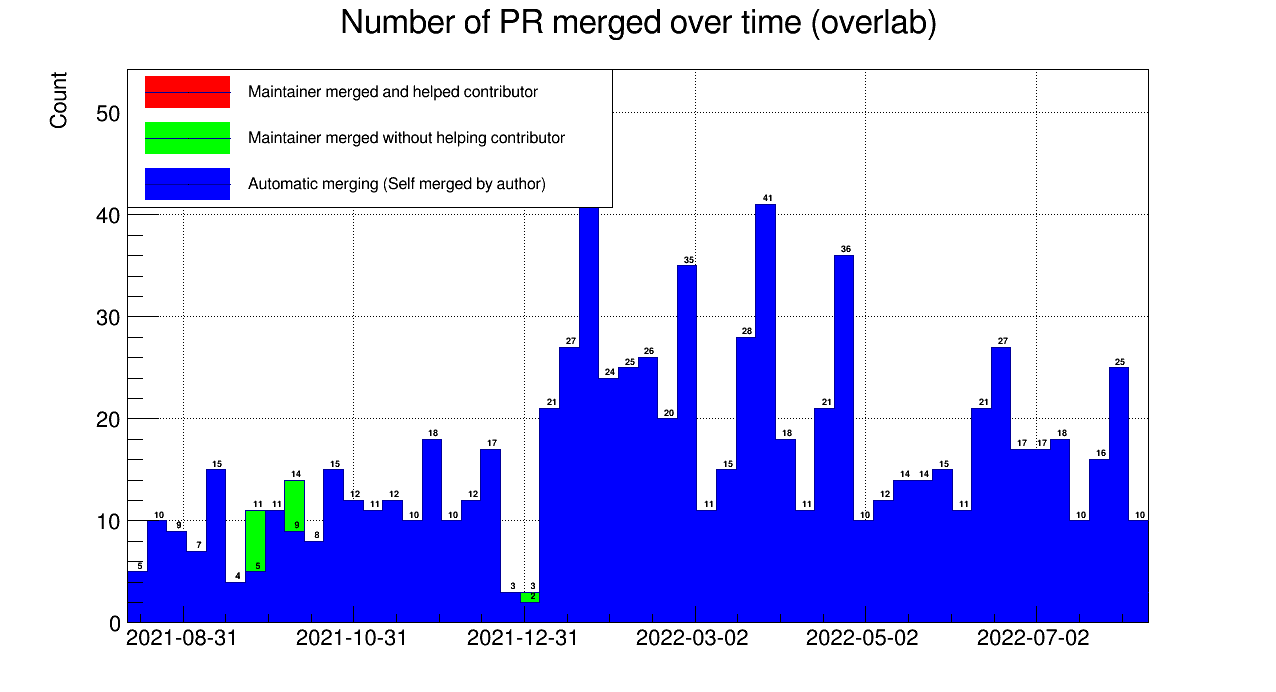 Number of PR merged over time (overlab)
Count
Maintainer merged and helped contributor
Maintainer merged without helping contributor
Automatic merging (Self merged by author)
50
40
30
20
10
0
5 10 9 7 15 4 11 5 11 14 9 8 15 12 11 12 10 18 10 12 17 3 3 2 21 27 24 25 26 20 35 11 15 28 41 18 11 21 36 10 12 14 14 15 11 21 27 17 17 18 10 16 25 10
2021-08-31 2021-10-31 2021-12-31 2022-03-02 2022-05-02 2022-07-02